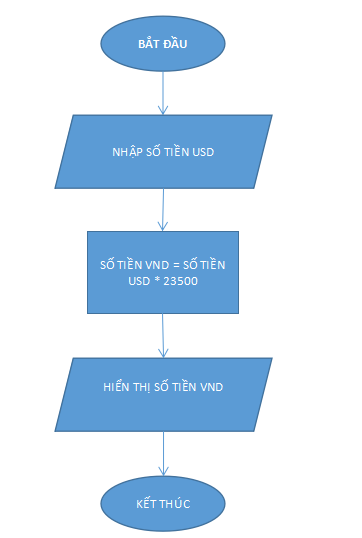 BẮT ĐẦU
NHẬP SỐ TIỀN USD
SỐ TIỀN VND = SỐ TIỀN
USD * 23500
HIỂN THỊ SỐ TIỀN VND
KẾT THÚC